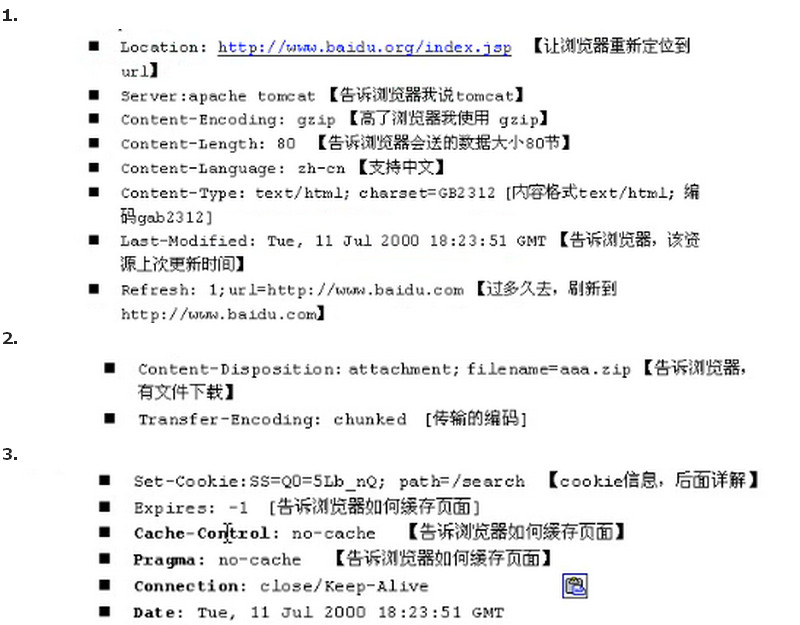 1.
■ Location: http://www.baidu.org/index.jsp 【让浏览器重新定位到
url】
■ Server:apache tomcat 【告诉浏览器我说tomcat】
■ Content-Encoding: gzip 【高了浏览器我使用 gzip】
■ Content-Length: 80 【告诉浏览器会送的数据大小80节】
■ Content-Language: zh-cn 【支持中文】
■ Content-Type: text/html; charset=GB2312 [内容格式text/html; 编
码gab2312]
■ Last-Modified: Tue, 11 Jul 2000 18:23:51 GMT 【告诉浏览器，该资
源上次更新时间】
■ Refresh: 1;url=http://www.baidu.com 【过多久去，刷新到
http://www.baidu.com】
2.
■ Content-Disposition: attachment; filename=aaa.zip 【告诉浏览器，
有文件下载】
■ Transfer-Encoding: chunked [传输的编码]
3.
■ Set-Cookie:SS=Q0=5Lb_nQ; path=/search 【cookie信息，后面详解】
■ Expires: -1 [告诉浏览器如何缓存页面]
■ Cache-Control: no-cache 【告诉浏览器如何缓存页面】
■ Pragma: no-cache 【告诉浏览器如何缓存页面】
■ Connection: close/Keep-Alive
■ Date: Tue, 11 Jul 2000 18:23:51 GMT